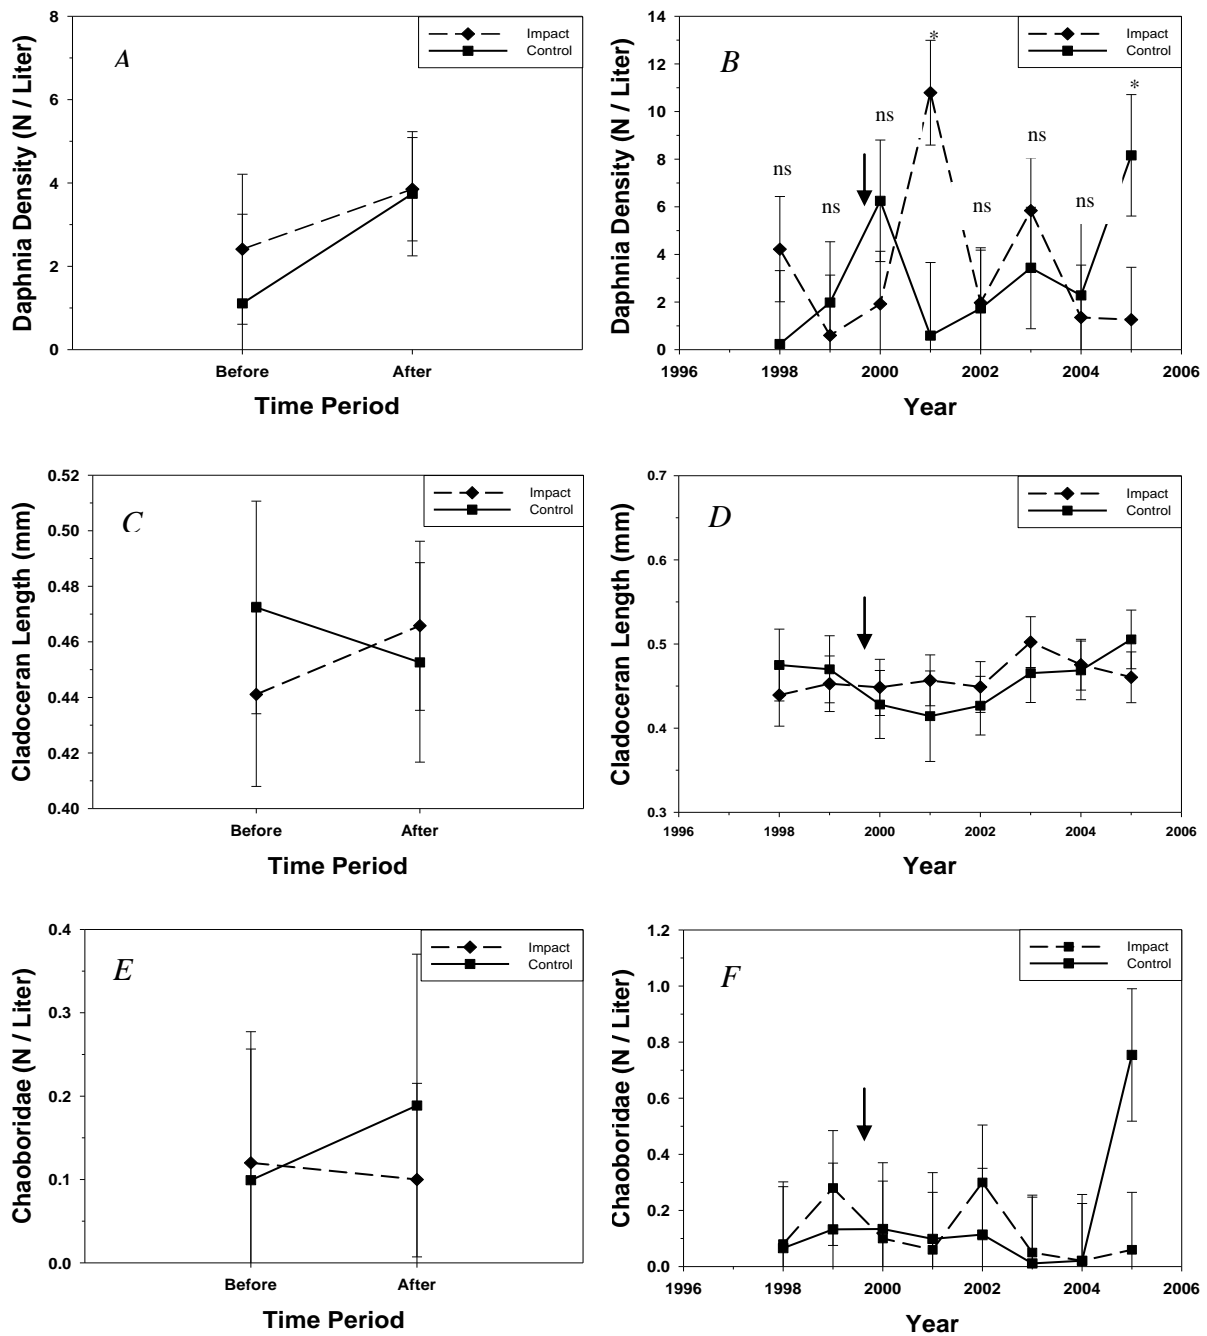 8
6
4
2
0
Daphnia Density (N / Liter)
A
Impact
Control
Before
After
Time Period
14
12
10
8
6
4
2
0
Daphnia Density (N / Liter)
B
Impact
Control
ns
ns
ns
*
ns
ns
ns
*
1996
1998
2000
2002
2004
2006
Year
0.52
0.50
0.48
0.46
0.44
0.42
0.40
Cladoceran Length (mm)
C
Impact
Control
Before
After
Time Period
0.7
0.6
0.5
0.4
0.3
Cladoceran Length (mm)
D
Impact
Control
1996
1998
2000
2002
2004
2006
Year
0.4
0.3
0.2
0.1
0.0
Chaoboridae (N / Liter)
E
Impact
Control
Before
After
Time Period
1.2
1.0
0.8
0.6
0.4
0.2
0.0
Chaoboridae (N / Liter)
F
Impact
Control
1996
1998
2000
2002
2004
2006
Year